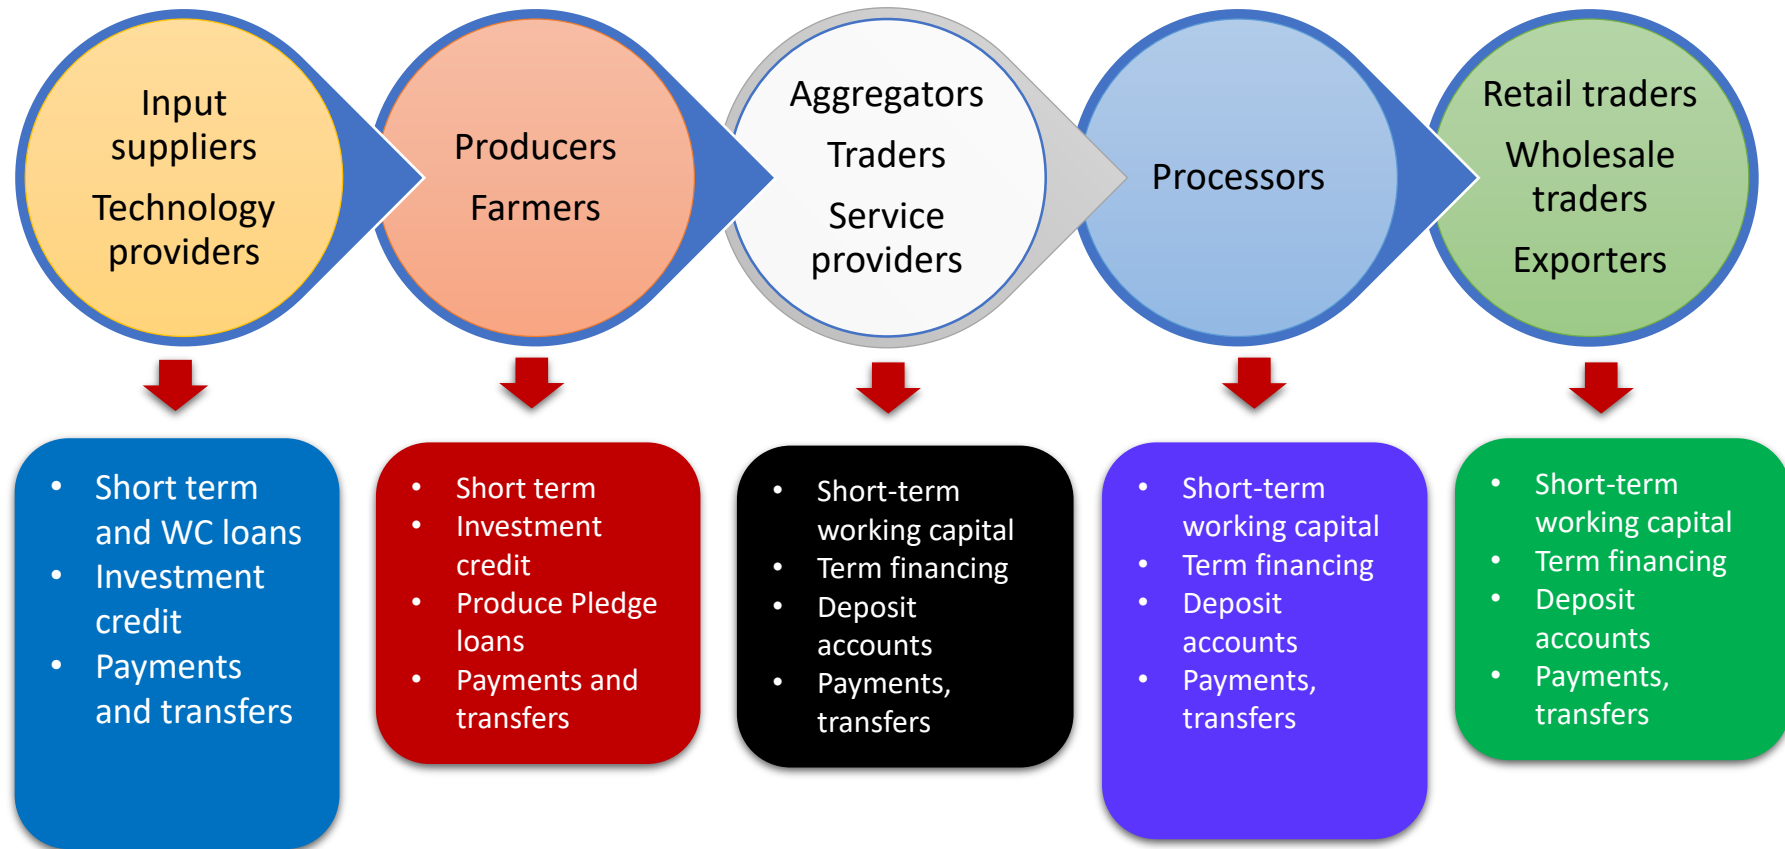 Input
suppliers
Technology
providers
Producers
Farmers
Aggregators
Traders
Service
providers
Processors
Retail traders
Wholesale
traders
Exporters
• Short term
and WC loans
• Investment
credit
• Payments
and transfers
• Short term
• Investment
credit
• Produce Pledge
loans
• Payments and
transfers
• Short-term
working capital
• Term financing
• Deposit
accounts
• Payments,
transfers
• Short-term
working capital
• Term financing
• Deposit
accounts
• Payments,
transfers
• Short-term
working capital
• Term financing
• Deposit
accounts
• Payments,
transfers